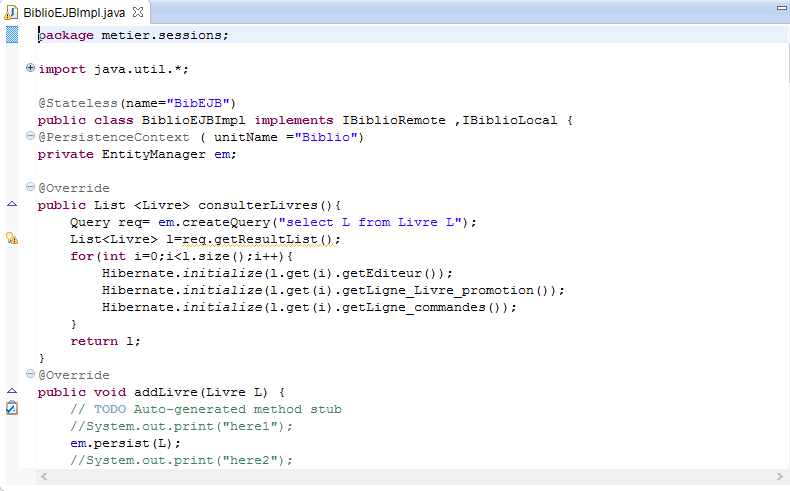 BiblioEJBImpl.java
package metier.sessions;
import java.util.*;
@Stateless(name="BibEJB")
public class BiblioEJBImpl implements IBiblioRemote ,IBiblioLocal {
@PersistenceContext ( unitName ="Biblio")
private EntityManager em;
@Override
public List <Livre> consulterLivres(){
Query req= em.createQuery("select L from Livre L");
List<Livre> l=req.getResultList();
for(int i=0;i<l.size();i++){
Hibernate.initialize(l.get(i).getEditeur());
Hibernate.initialize(l.get(i).getLigne_Livre_promotion());
Hibernate.initialize(l.get(i).getLigne_commandes());
}
return l;
}
@Override
public void addLivre(Livre L) {
// TODO Auto-generated method stub
//System.out.print("here1");
em.persist(L);
//System.out.print("here2");